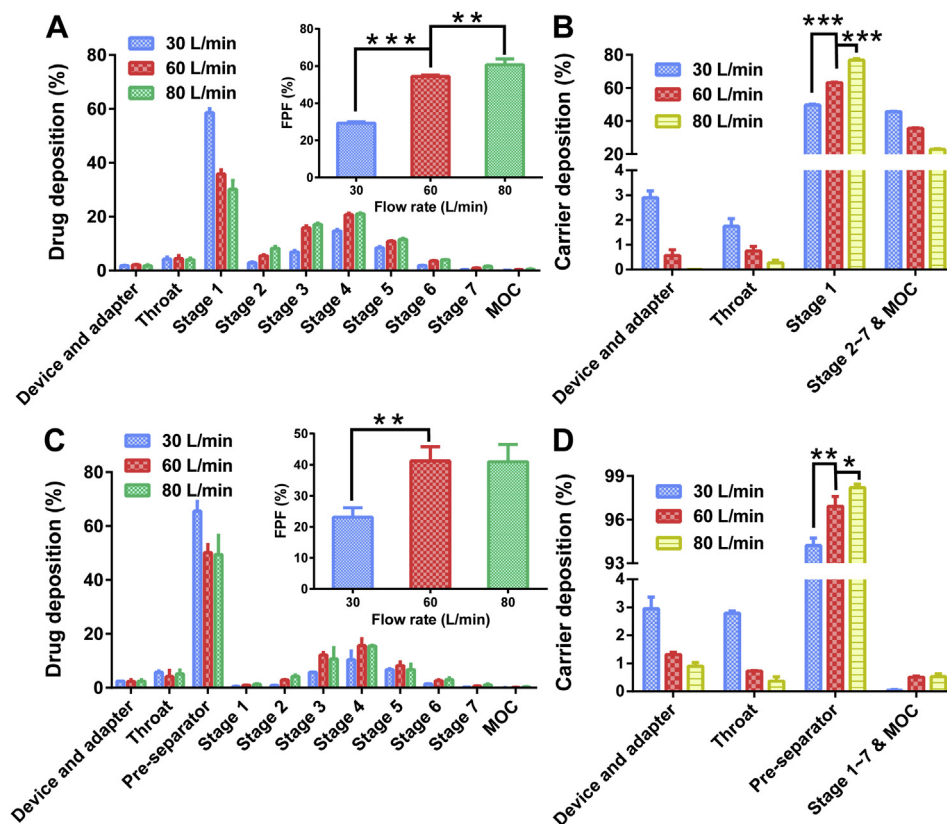 A
Drug deposition (%)
80
60
40
20
0
30 L/min
60 L/min
80 L/min
FPF (%)
80
60
40
20
0
***
**
30
60
80
Flow rate (L/min)
Device and adapter
Throat
Stage 1
Stage 2
Stage 3
Stage 4
Stage 5
Stage 6
Stage 7
MOC
B
Carrier deposition (%)
80
60
40
20
4
3
2
1
0
30 L/min
60 L/min
80 L/min
***
***
Device and adapter
Throat
Stage 1
Stage 2~7 & MOC
C
Drug deposition (%)
80
60
40
20
0
30 L/min
60 L/min
80 L/min
FPF (%)
50
40
30
20
10
0
**
30
60
80
Flow rate (L/min)
Device and adapter
Throat
Pre-separator
Stage 1
Stage 2
Stage 3
Stage 4
Stage 5
Stage 6
Stage 7
MOC
D
Carrier deposition (%)
99
96
93
4
3
2
1
0
30 L/min
60 L/min
80 L/min
**
*
Device and adapter
Throat
Pre-separator
Stage 1~7 & MOC